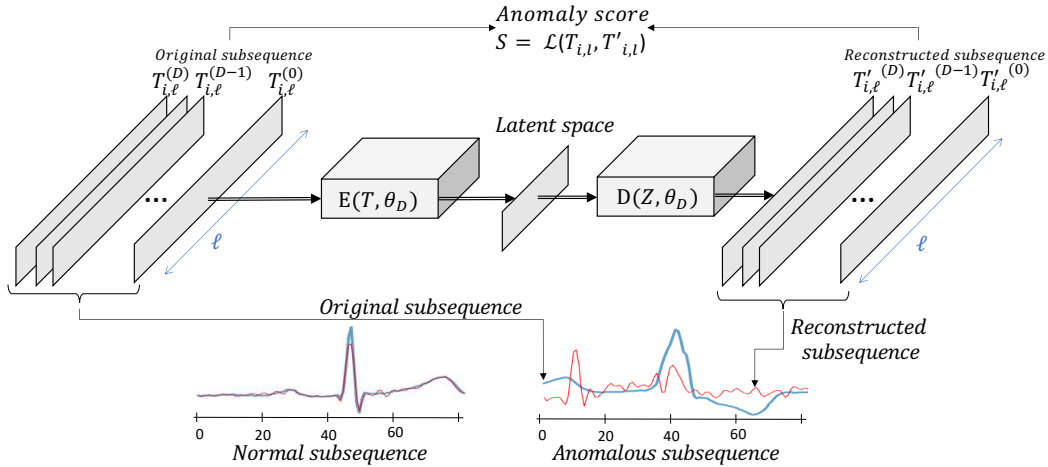 Anomaly score
S = ℒ(T_{i,l}, T'_{i,l})
Original subsequence
Reconstructed subsequence
T_{i,ℓ}^{(D)} T_{i,ℓ}^{(D−1)} T_{i,ℓ}^{(0)}
T'_{i,ℓ}^{(D)} T'_{i,ℓ}^{(D−1)} T'_{i,ℓ}^{(0)}
Latent space
... E(T, θ_D) D(Z, θ_D) ...
ℓ
ℓ
Original subsequence
Reconstructed
subsequence
0 20 40 60
0 20 40 60
Normal subsequence
Anomalous subsequence